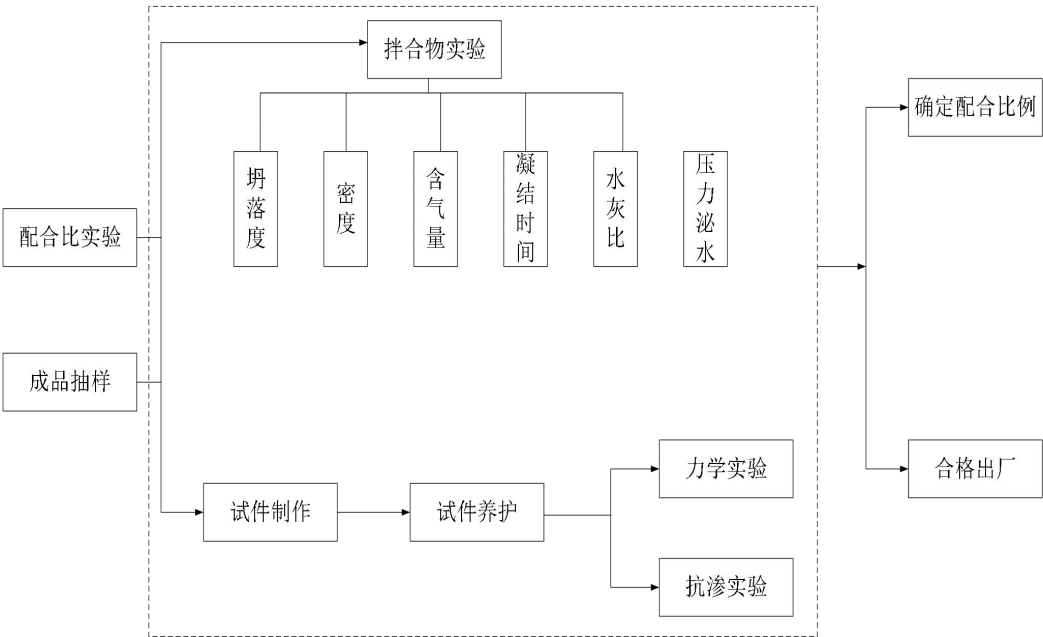 拌合物实验
确定配合比例
坍落度
密度
含气量
凝结时间
水灰比
压力泌水
配合比实验
成品抽样
力学实验
合格出厂
试件制作
试件养护
抗渗实验